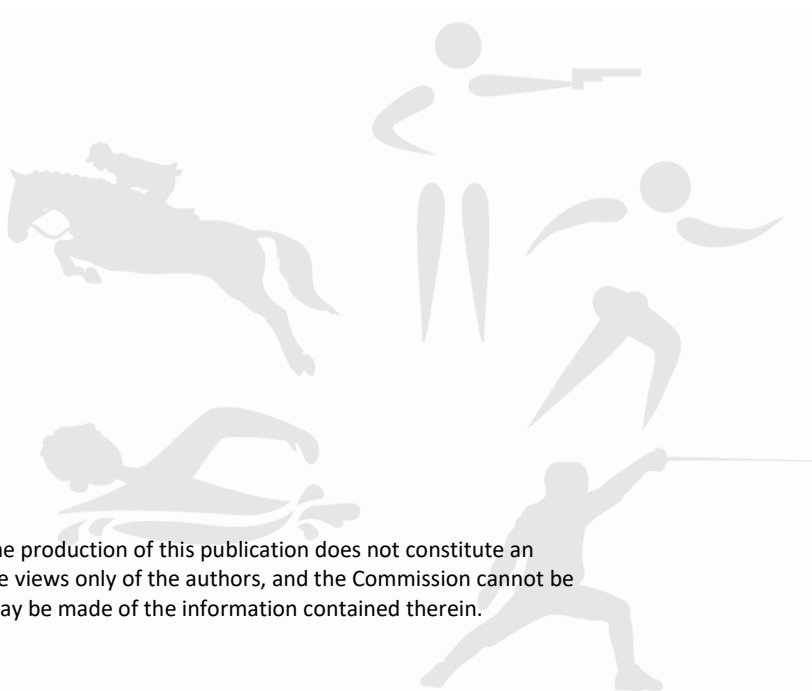 ne production of this publication does not constitute an
e views only of the authors, and the Commission cannot be
ay be made of the information contained therein.